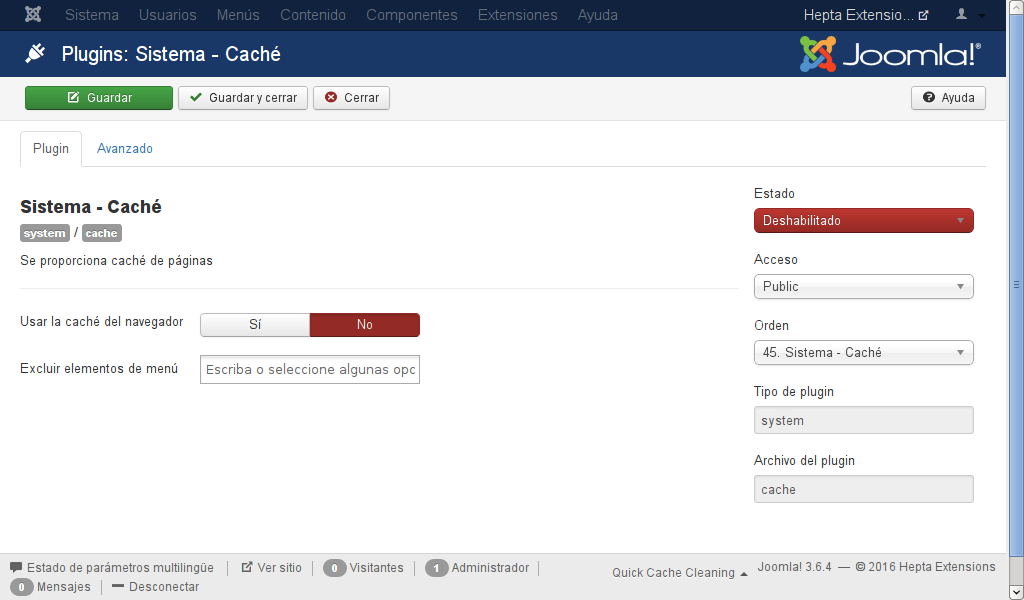 Sistema Usuarios Menús Contenido Componentes Extensiones Ayuda Hepta Extensio...
Plugins: Sistema - Caché Joomla!®
Guardar Guardar y cerrar Cerrar Ayuda
Plugin Avanzado
Sistema - Caché
system / cache
Se proporciona caché de páginas
Usar la caché del navegador Sí No
Excluir elementos de menú Escriba o seleccione algunas opc
Estado
Deshabilitado
Acceso
Public
Orden
45. Sistema - Caché
Tipo de plugin
system
Archivo del plugin
cache
Estado de parámetros multilingüe Ver sitio 0 Visitantes 1 Administrador
0 Mensajes Desconectar
Quick Cache Cleaning
Joomla! 3.6.4 — © 2016 Hepta Extensions